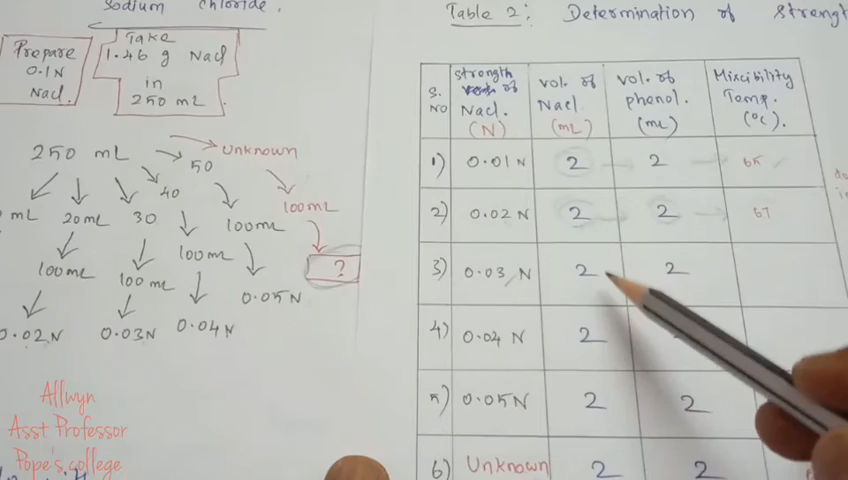 Sodium Chloride.
Prepare
0.1N
Nacl.
Take
1.46 g Nacl
in
250 mL
250 mL
50
Unknown
mL
20mL
30
40
100mL
100mL
100mL
100mL
100mL
?
0.02N
0.03N
0.04N
0.05N
Allwyn
Asst Professor
Pope's college
Table 2: Determination of Strengt
S. No
Strength of Nacl. (N)
vol. of Nacl (mL)
vol. of phenol. (mL)
Miscibility Temp. (°C).
1) 0.01N 2 2 65
2) 0.02N 2 2 67
3) 0.03 N 2 2
4) 0.04 N 2
5) 0.05N 2 2
6) Unknown 2 2